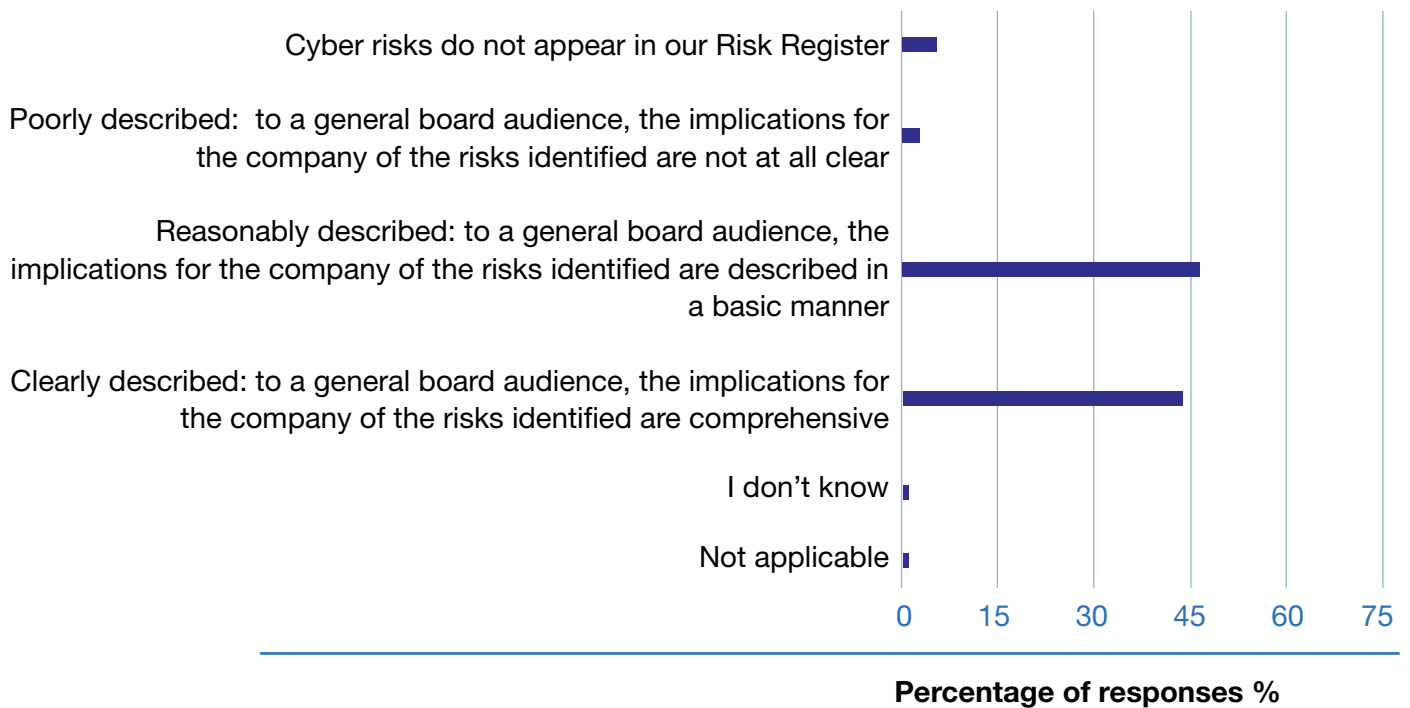 Cyber risks do not appear in our Risk Register
Poorly described:  to a general board audience, the implications for
the company of the risks identified are not at all clear
Reasonably described: to a general board audience, the
implications for the company of the risks identified are described in
a basic manner
Clearly described: to a general board audience, the implications for
the company of the risks identified are comprehensive
I don’t know
Not applicable
0 15 30 45 60 75
Percentage of responses %